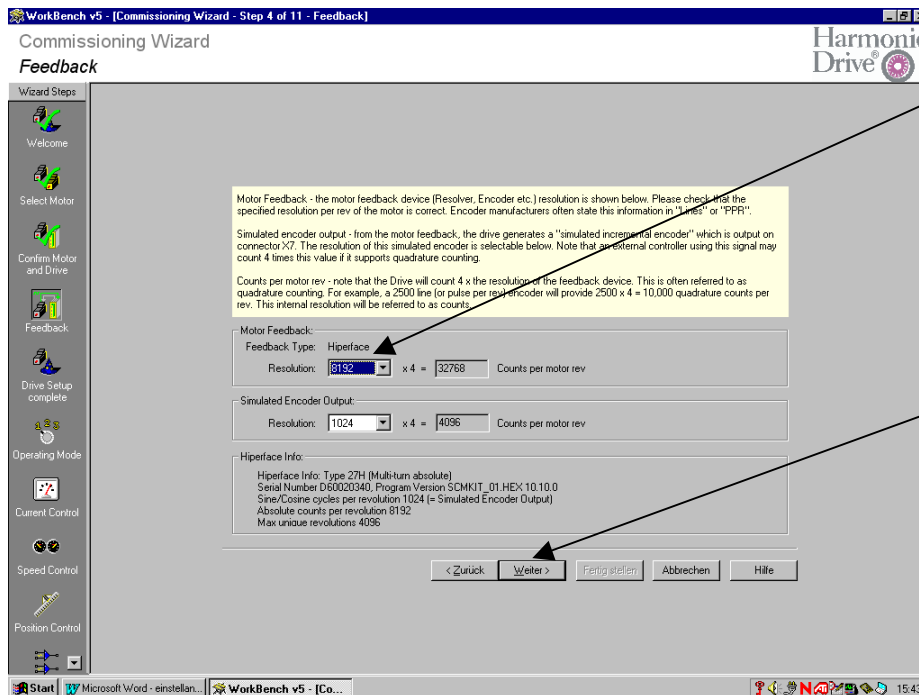 WorkBench v5 - [Commissioning Wizard - Step 4 of 11 - Feedback]
Commissioning Wizard
Feedback
Harmonic
Drive®
Wizard Steps
Welcome
Select Motor
Confirm Motor
and Drive
Feedback
Drive Setup
complete
1 2 3
Operating Mode
Current Control
Speed Control
Position Control
Motor Feedback - the motor feedback device (Resolver, Encoder etc.) resolution is shown below. Please check that the
specified resolution per rev of the motor is correct. Encoder manufacturers often state this information in "Lines" or "PPR".
Simulated encoder output - from the motor feedback, the drive generates a "simulated incremental encoder" which is output on
connector X7. The resolution of this simulated encoder is selectable below. Note that an external controller using this signal may
count 4 times this value if it supports quadrature counting.
Counts per motor rev - note that the Drive will count 4 x the resolution of the feedback device. This is often referred to as
quadrature counting. For example, a 2500 line (or pulse per rev) encoder will provide 2500 x 4 = 10,000 quadrature counts per
rev. This internal resolution will be referred to as counts.
Motor Feedback:
Feedback Type: Hiperface
Resolution: 8192 x 4 = 32768 Counts per motor rev
Simulated Encoder Output:
Resolution: 1024 x 4 = 4096 Counts per motor rev
Hiperface Info:
Hiperface Info: Type 27H (Multi-turn absolute)
Serial Number D60020340, Program Version SCMKIT_01.HEX 10.10.0
Sine/Cosine cycles per revolution 1024 (= Simulated Encoder Output)
Absolute counts per revolution 8192
Max unique revolutions 4096
< Zurück Weiter > Fertig stellen Abbrechen Hilfe
Start Microsoft Word - einstellan... WorkBench v5 - [Co...